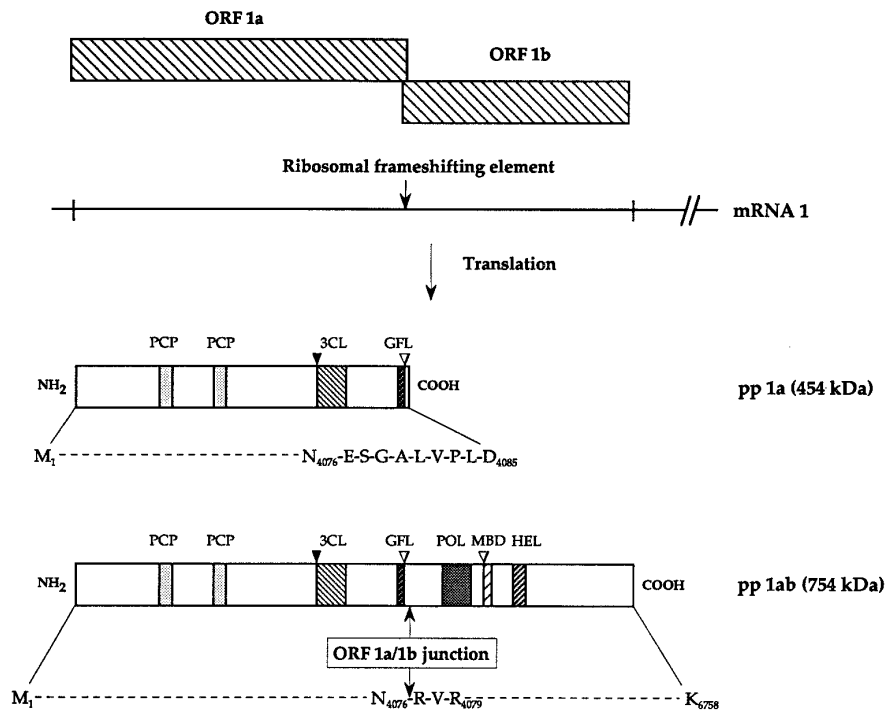 ORF 1a
ORF 1b
Ribosomal frameshifting element
mRNA 1
Translation
PCP PCP 3CL GFL
NH2 COOH pp 1a (454 kDa)
M1 N4076-E-S-G-A-L-V-P-L-D4085
PCP PCP 3CL GFL POL MBD HEL
NH2 COOH pp 1ab (754 kDa)
ORF 1a/1b junction
M1 N4076-R-V-R4079 K6758